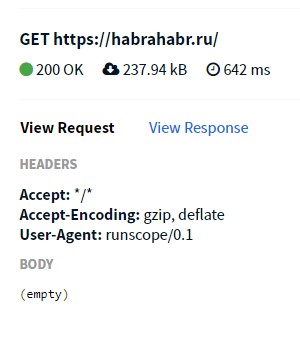 GET https://habrahabr.ru/
200 OK 237.94 kB 642 ms
View Request View Response
HEADERS
Accept: */*
Accept-Encoding: gzip, deflate
User-Agent: runscope/0.1
BODY
(empty)